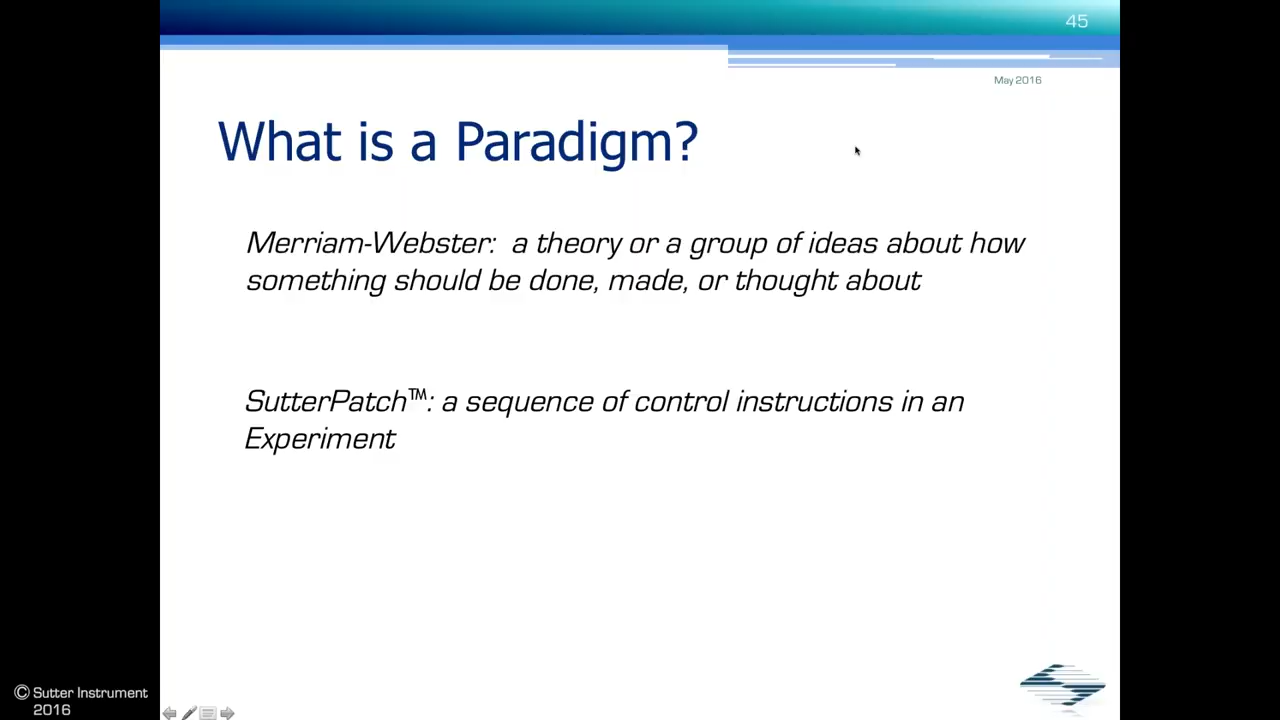 45
May 2016
What is a Paradigm?
Merriam-Webster: a theory or a group of ideas about how
something should be done, made, or thought about
SutterPatch™: a sequence of control instructions in an
Experiment
© Sutter Instrument
2016